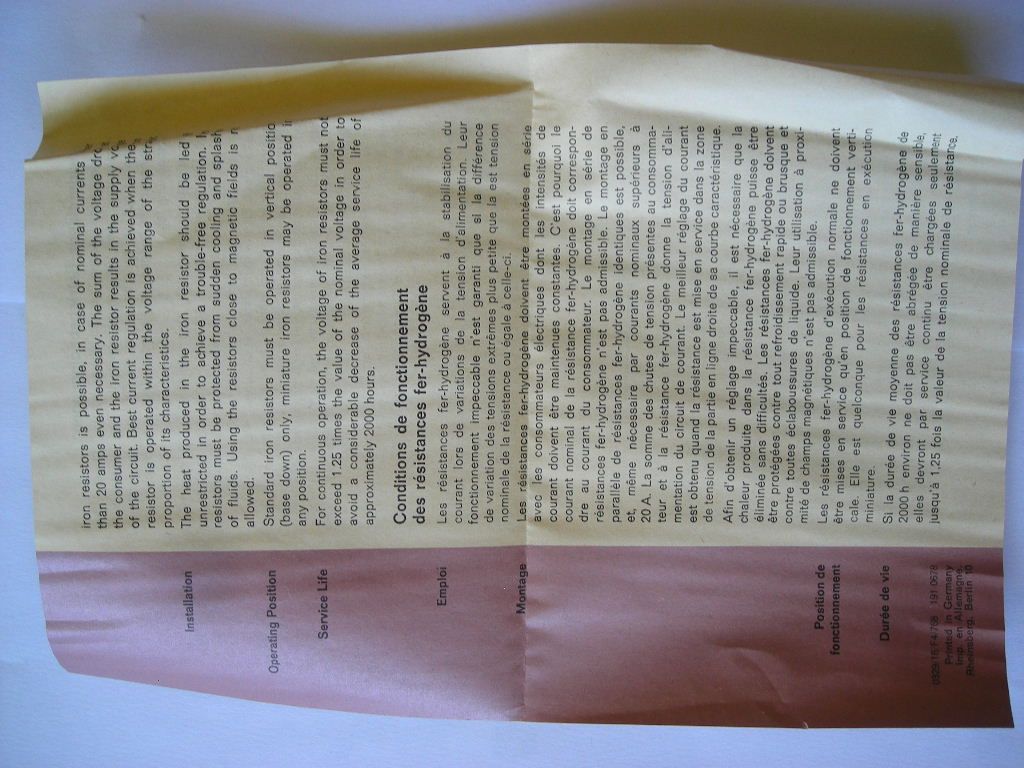 iron resistors is possible, in case of nominal currents
than 20 amps even necessary. The sum of the voltage
the consumer and the iron resistor results in the supply
of the circuit. Best current regulation is achieved when the
resistor is operated within the voltage range of the
proportion of its characteristics.
Installation
The heat produced in the iron resistor should be led
unrestricted in order to achieve a trouble-free regulation.
resistors must be protected from sudden cooling and
of fluids. Using the resistors close to magnetic fields is
allowed.
Operating Position
Standard iron resistors must be operated in vertical
(base down) only, miniature iron resistors may be operated
any position.
Service Life
For continuous operation, the voltage of iron resistors must not
exceed 1.25 times the value of the nominal voltage in order to
avoid a considerable decrease of the average service life of
approximately 2000 hours.
Conditions de fonctionnement
des résistances fer-hydrogène
Emploi
Les résistances fer-hydrogène servent à la stabilisation du
courant lors de variations de la tension d'alimentation. Leur
fonctionnement impeccable n'est garanti que si la différence
de variation des tensions extrêmes plus petite que la tension
nominale de la résistance ou égale à celle-ci.
Montage
Les résistances fer-hydrogène doivent être montées en série
avec les consommateurs électriques dont les intensités de
courant doivent être maintenues constantes. C'est pourquoi le
courant nominal de la résistance fer-hydrogène doit correspon-
dre au courant du consommateur. Le montage en série de
résistances fer-hydrogène n'est pas admissible. Le montage en
parallèle de résistances fer-hydrogène identiques est possible,
et, même nécessaire par courants nominaux supérieurs à
20 A. La somme des chutes de tension présentes au consomma-
teur et à la résistance fer-hydrogène donne la tension d'ali-
mentation du circuit de courant. Le meilleur réglage du courant
est obtenu quand la résistance est mise en service dans la zone
de tension de la partie en ligne droite de sa courbe caractéristique.
Afin d'obtenir un réglage impeccable, il est nécessaire que la
chaleur produite dans la résistance fer-hydrogène puisse être
éliminée sans difficultés. Les résistances fer-hydrogène doivent
être protégées contre tout refroidissement rapide ou brusque et
contre toutes éclaboussures de liquide. Leur utilisation à proxi-
mité de champs magnétiques n'est pas admissible.
Position de
fonctionnement
Les résistances fer-hydrogène d'exécution normale ne doivent
être mises en service qu'en position de fonctionnement verti-
cale. Elle est quelconque pour les résistances en exécution
miniature.
Durée de vie
Si la durée de vie moyenne des résistances fer-hydrogène de
2000 h environ ne doit pas être abrégée de manière sensible,
elles devront par service continu être chargées seulement
jusqu'à 1,25 fois la valeur de la tension nominale de résistance.
Printed in Germany
Imp. en Allemagne.
Rheinsberg, Berlin 10